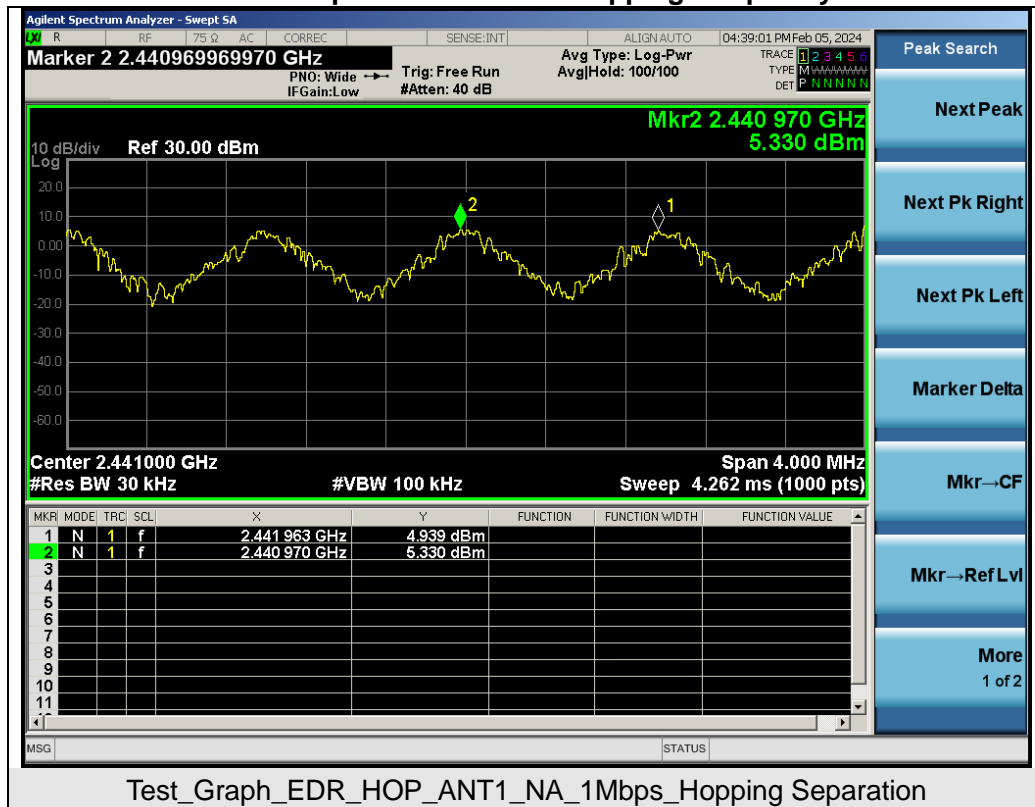 Agilent Spectrum Analyzer - Swept SA
LXI R RF 75 Ω AC CORREC SENSE:INT ALIGN AUTO 04:39:01 PM Feb 05, 2024
Marker 2 2.440969969970 GHz
PNO: Wide
IFGain:Low
Trig: Free Run
#Atten: 40 dB
Avg Type: Log-Pwr
Avg|Hold: 100/100
TRACE 1 2 3 4 5 6
TYPE M WWWWW
DET P N N N N N
Mkr2 2.440 970 GHz
5.330 dBm
10 dB/div Ref 30.00 dBm
Log
20.0
10.0
0.00
-10.0
-20.0
-30.0
-40.0
-50.0
-60.0
2
1
Center 2.441000 GHz Span 4.000 MHz
#Res BW 30 kHz #VBW 100 kHz Sweep 4.262 ms (1000 pts)
MKR MODE TRC SCL X Y FUNCTION FUNCTION WIDTH FUNCTION VALUE
1 N 1 f 2.441 963 GHz 4.939 dBm
2 N 1 f 2.440 970 GHz 5.330 dBm
3
4
5
6
7
8
9
10
11
MSG STATUS
Peak Search
Next Peak
Next Pk Right
Next Pk Left
Marker Delta
Mkr→CF
Mkr→Ref Lvl
More
1 of 2
Test_Graph_EDR_HOP_ANT1_NA_1Mbps_Hopping Separation